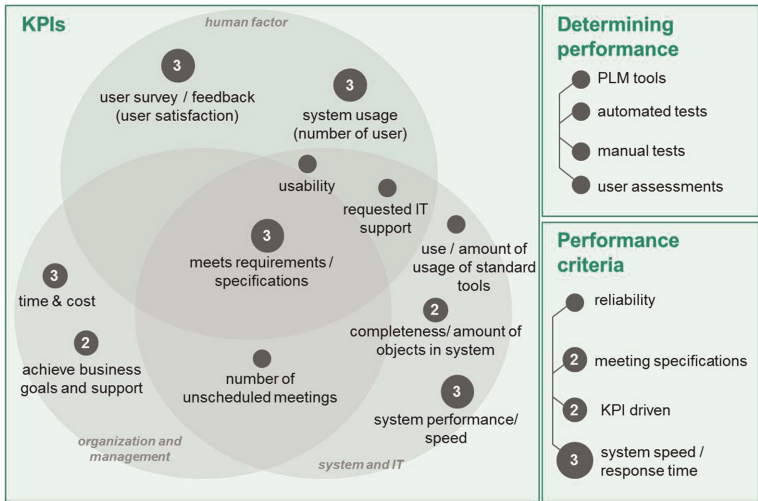 KPIs
human factor
3
user survey / feedback
(user satisfaction)
3
system usage
(number of user)
usability
requested IT
support
3
meets requirements /
specifications
use / amount of
usage of standard
tools
3
time & cost
2
completeness/ amount of
objects in system
2
achieve business
goals and support
number of
unscheduled meetings
3
system performance/
speed
organization and
management
system and IT
Determining
performance
PLM tools
automated tests
manual tests
user assessments
Performance
criteria
reliability
2
meeting specifications
2
KPI driven
3
system speed /
response time